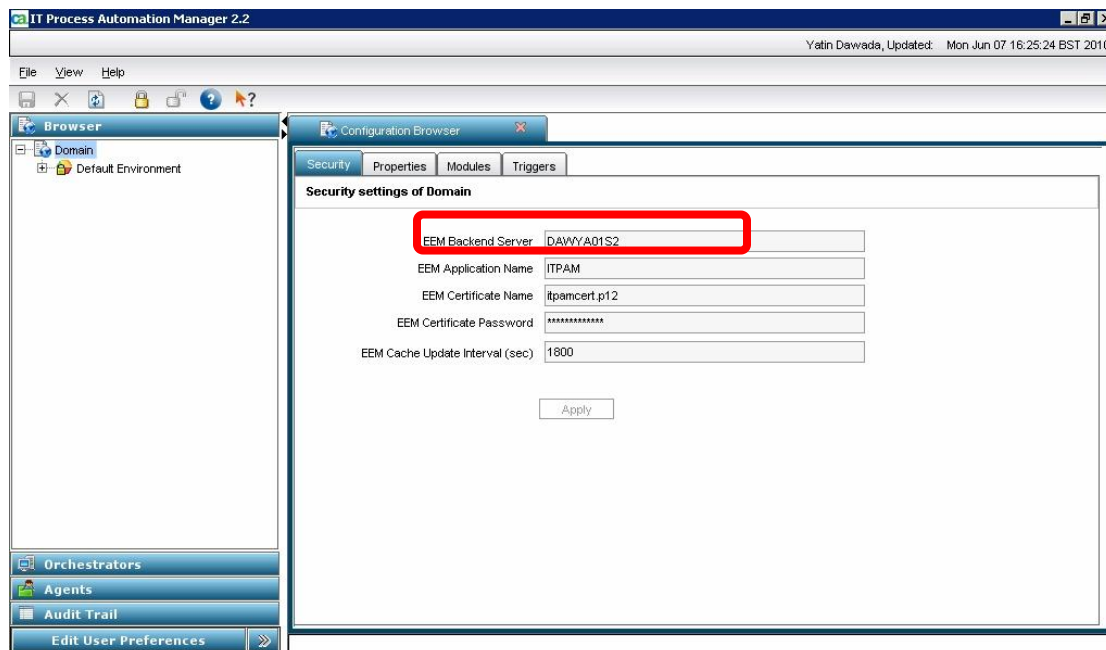 ca IT Process Automation Manager 2.2
Yatin Dawada, Updated: Mon Jun 07 16:25:24 BST 2010
File View Help
Browser
Configuration Browser
Domain
Default Environment
Security Properties Modules Triggers
Security settings of Domain
EEM Backend Server DAWYA01S2
EEM Application Name ITPAM
EEM Certificate Name itpamcert.p12
EEM Certificate Password *************
EEM Cache Update Interval (sec) 1800
Apply
Orchestrators
Agents
Audit Trail
Edit User Preferences